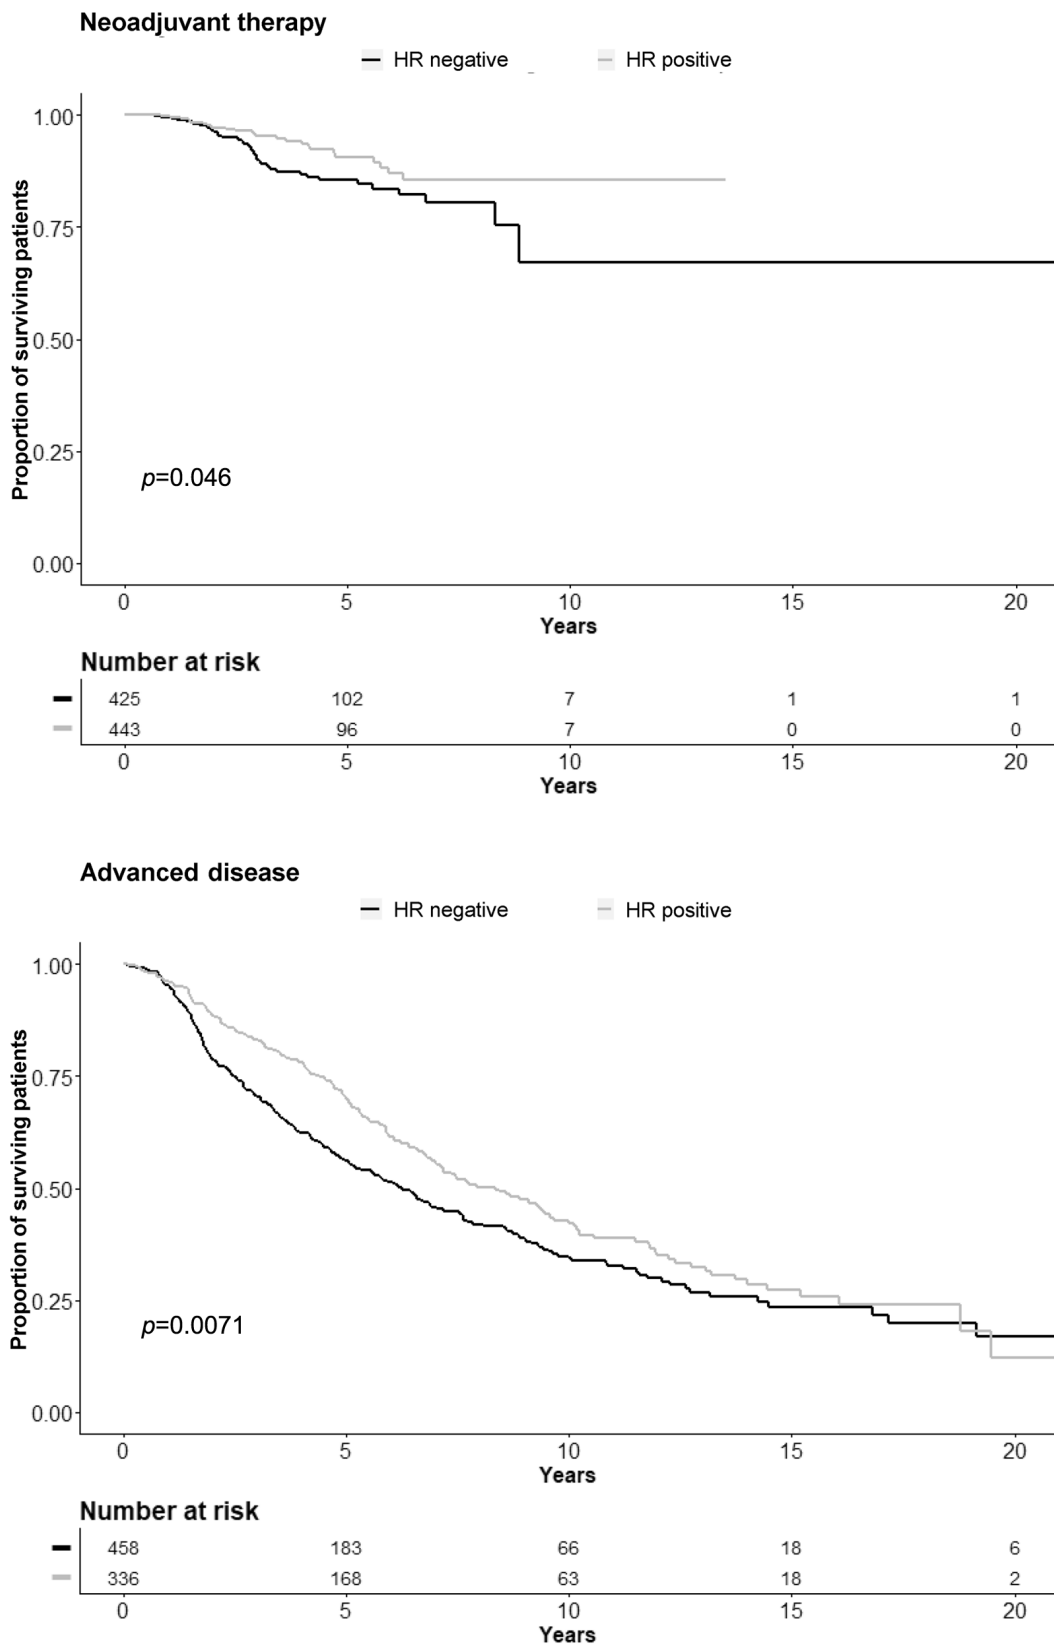 Neoadjuvant therapy
HR negative HR positive
Proportion of surviving patients
1.00
0.75
0.50
0.25
0.00
p=0.046
0 5 10 15 20
Years
Number at risk
425 102 7 1 1
443 96 7 0 0
0 5 10 15 20
Years
Advanced disease
HR negative HR positive
Proportion of surviving patients
1.00
0.75
0.50
0.25
0.00
p=0.0071
0 5 10 15 20
Years
Number at risk
458 183 66 18 6
336 168 63 18 2
0 5 10 15 20
Years